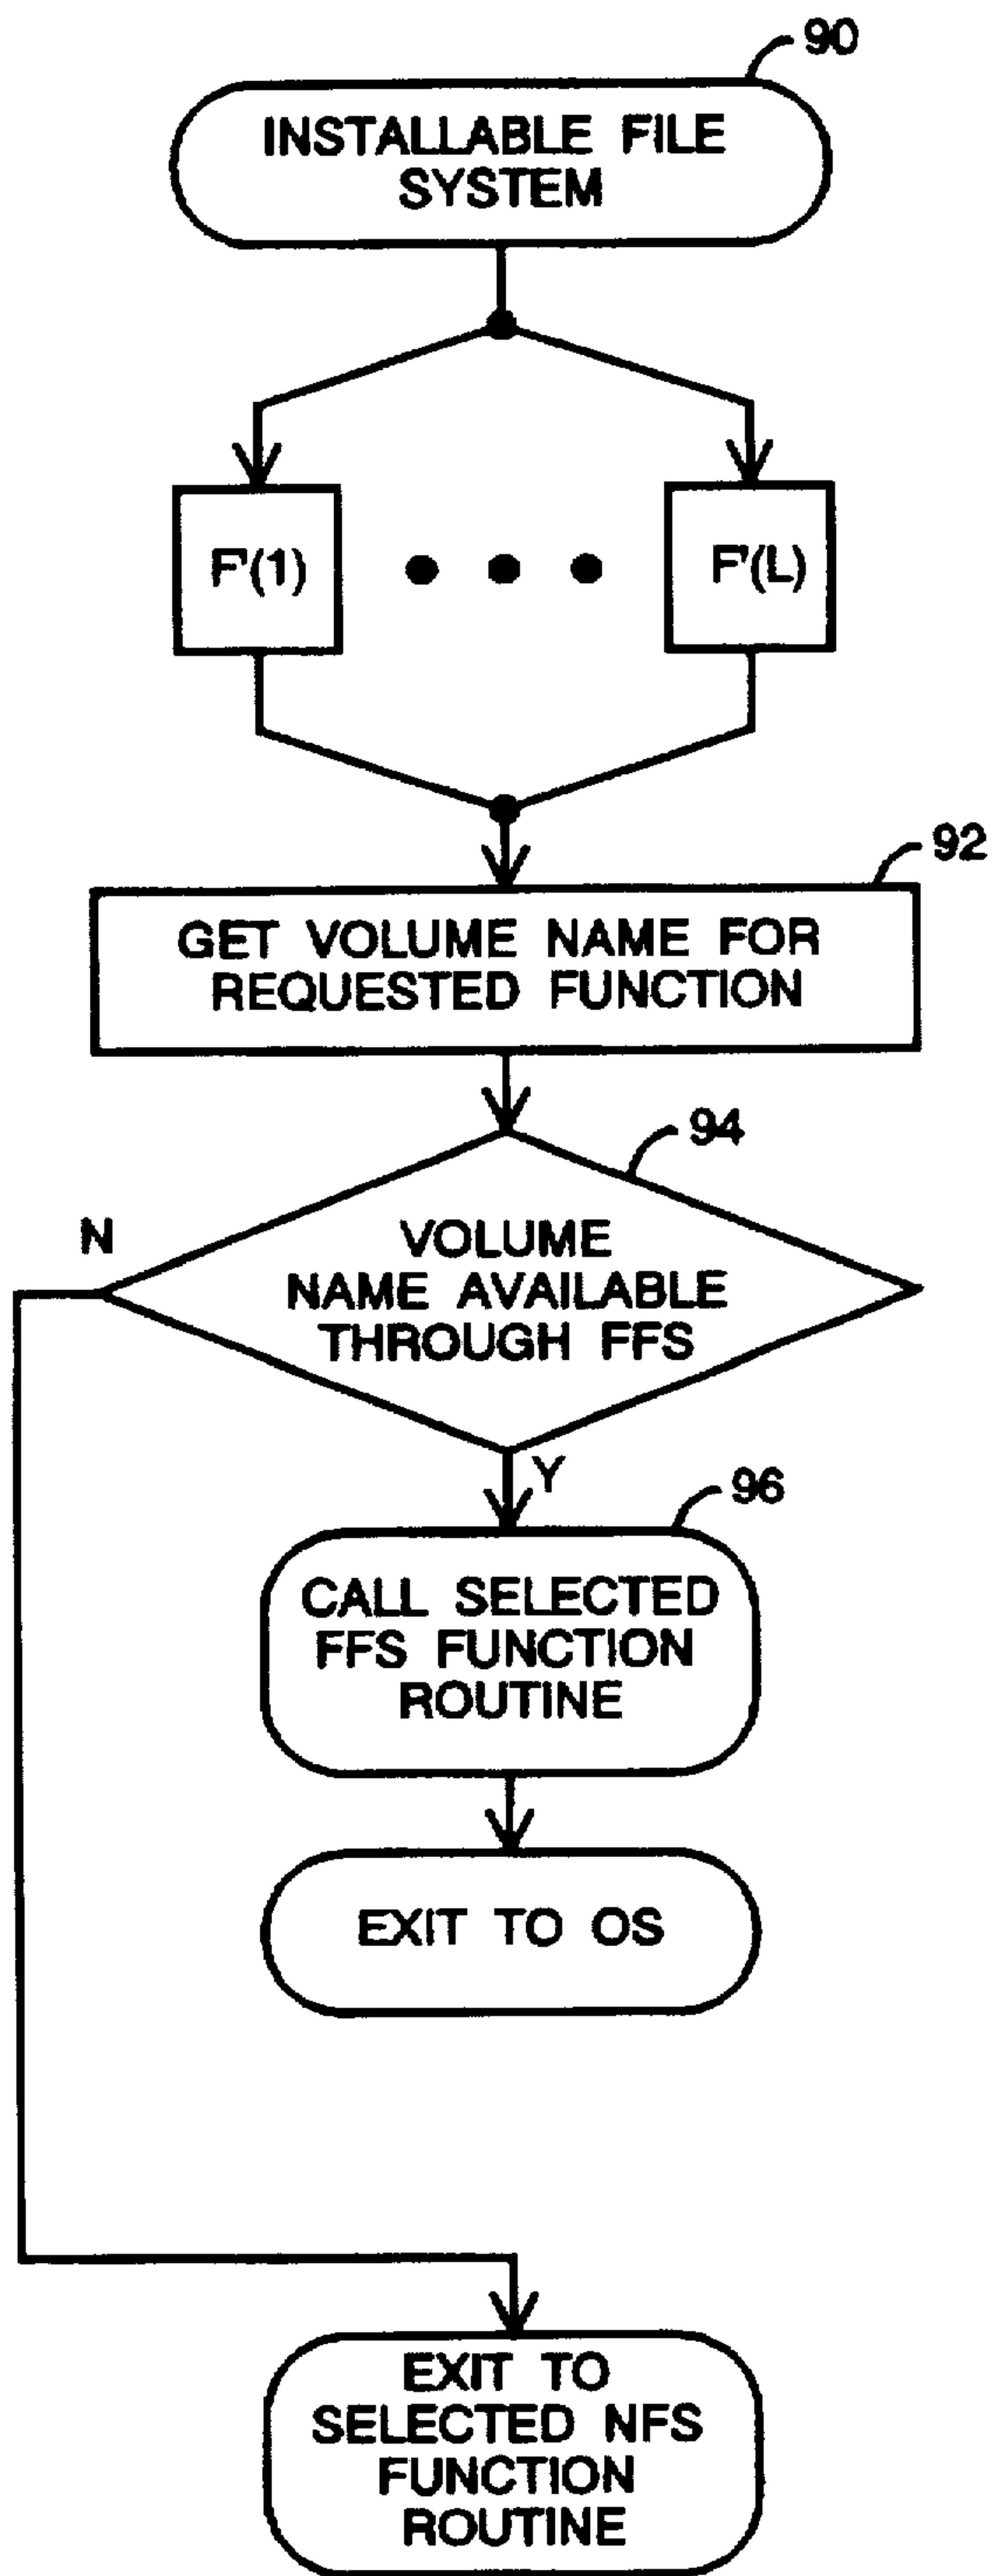 90
INSTALLABLE FILE
SYSTEM
F'(1)
F'(L)
92
GET VOLUME NAME FOR
REQUESTED FUNCTION
94
N
VOLUME
NAME AVAILABLE
THROUGH FFS
Y
96
CALL SELECTED
FFS FUNCTION
ROUTINE
EXIT TO OS
EXIT TO
SELECTED NFS
FUNCTION
ROUTINE